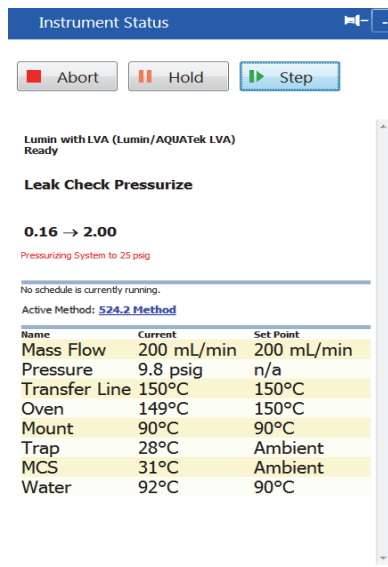 Instrument Status
Abort Hold Step
Lumin with LVA (Lumin/AQUATek LVA)
Ready
Leak Check Pressurize
0.16 → 2.00
Pressurizing System to 25 psig
No schedule is currently running.
Active Method: 524.2 Method
Name Current Set Point
Mass Flow 200 mL/min 200 mL/min
Pressure 9.8 psig n/a
Transfer Line 150°C 150°C
Oven 149°C 150°C
Mount 90°C 90°C
Trap 28°C Ambient
MCS 31°C Ambient
Water 92°C 90°C